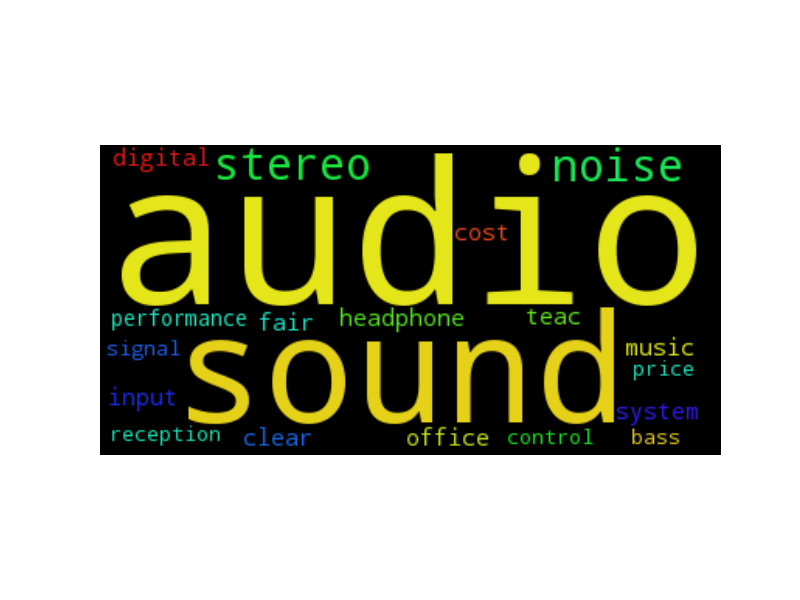 digital stereo noise
audio
cost
performance fair headphone teac
signal sound music
price
input system
reception clear office control bass